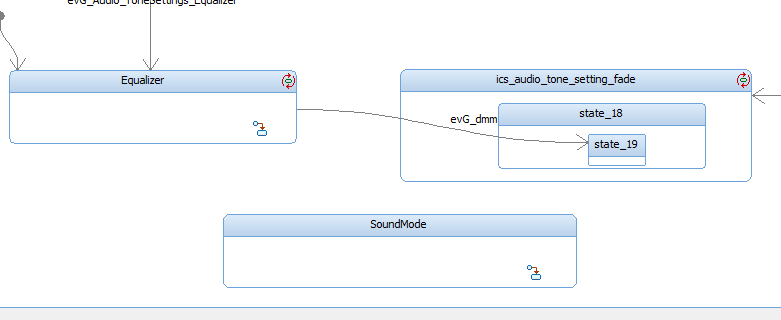 evG_Audio_ToneSettings_Equalizer
Equalizer
ics_audio_tone_setting_fade
state_18
evG_dmm
state_19
SoundMode